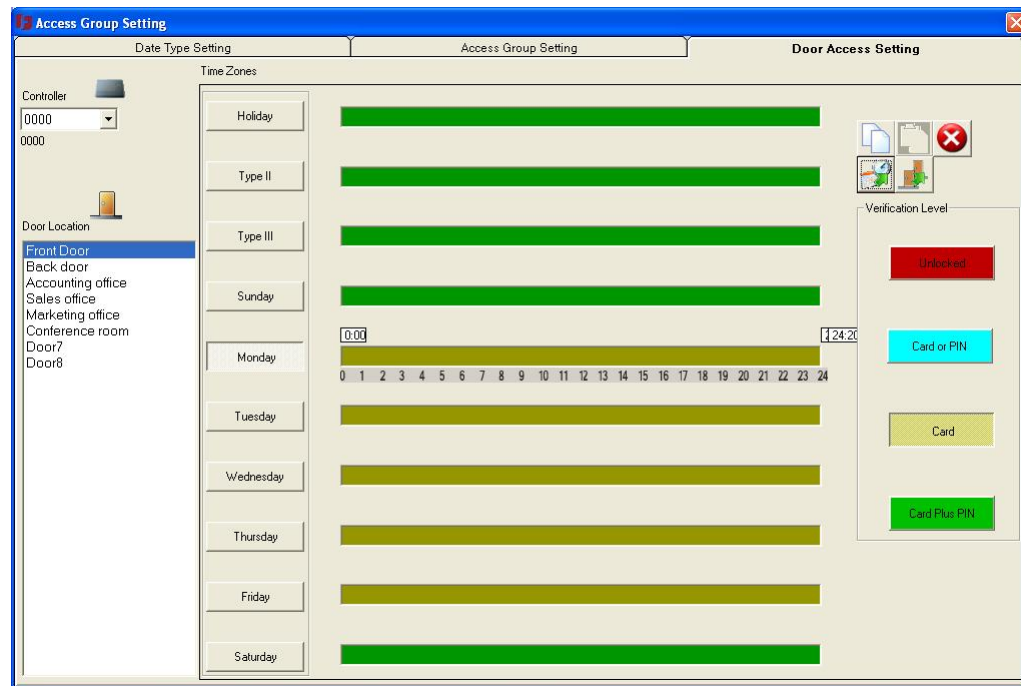 Access Group Setting
Date Type Setting
Access Group Setting
Door Access Setting
Time Zones
Controller
0000
0000
Door Location
Front Door
Back door
Accounting office
Sales office
Marketing office
Conference room
Door7
Door8
Holiday
Type II
Type III
Sunday
0:00
24:20
Monday
0 1 2 3 4 5 6 7 8 9 10 11 12 13 14 15 16 17 18 19 20 21 22 23 24
Tuesday
Wednesday
Thursday
Friday
Saturday
Verification Level
Unlocked
Card or PIN
Card
Card Plus PIN